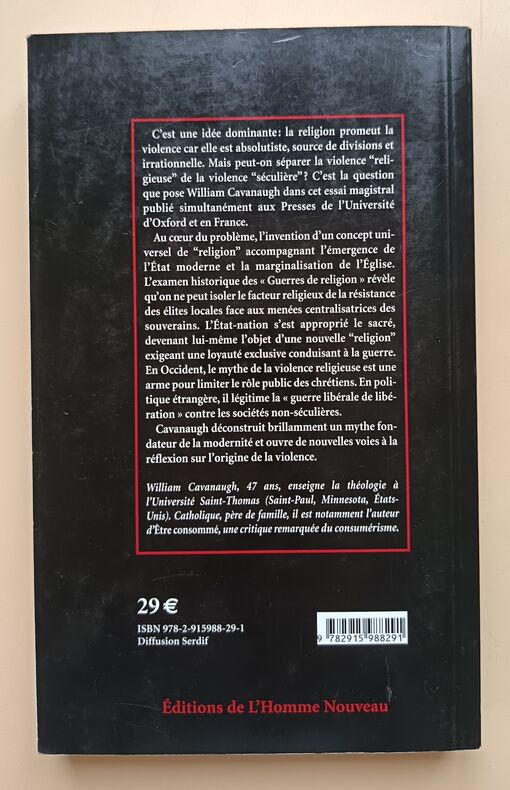 C'est une idée dominante : la religion promeut la
violence car elle est absolutiste, source de divisions et
irrationnelle. Mais peut-on séparer la violence “reli-
gieuse” de la violence “séculière” ? C'est la question
que pose William Cavanaugh dans cet essai magistral
publié simultanément aux Presses de l'Université
d'Oxford et en France.
Au cœur du problème, l'invention d'un concept uni-
versel de “religion” accompagnant l'émergence de
l'État moderne et la marginalisation de l'Église.
L'examen historique des « Guerres de religion » révèle
qu'on ne peut isoler le facteur religieux de la résistance
des élites locales face aux menées centralisatrices des
souverains. L'État-nation s'est approprié le sacré,
devenant lui-même l'objet d'une nouvelle “religion”
exigeant une loyauté exclusive conduisant à la guerre.
En Occident, le mythe de la violence religieuse est une
arme pour limiter le rôle public des chrétiens. En poli-
tique étrangère, il légitime la « guerre libérale de libé-
ration » contre les sociétés non-séculières.
Cavanaugh déconstruit brillamment un mythe fon-
dateur de la modernité et ouvre de nouvelles voies à la
réflexion sur l'origine de la violence.
William Cavanaugh, 47 ans, enseigne la théologie à
l'Université Saint-Thomas (Saint-Paul, Minnesota, États-
Unis). Catholique, père de famille, il est notamment l'auteur
d'Être consommé, une critique remarquée du consumérisme.
29 €
ISBN 978-2-915988-29-1
Diffusion Serdif
9 782915 988291
Éditions de L'Homme Nouveau